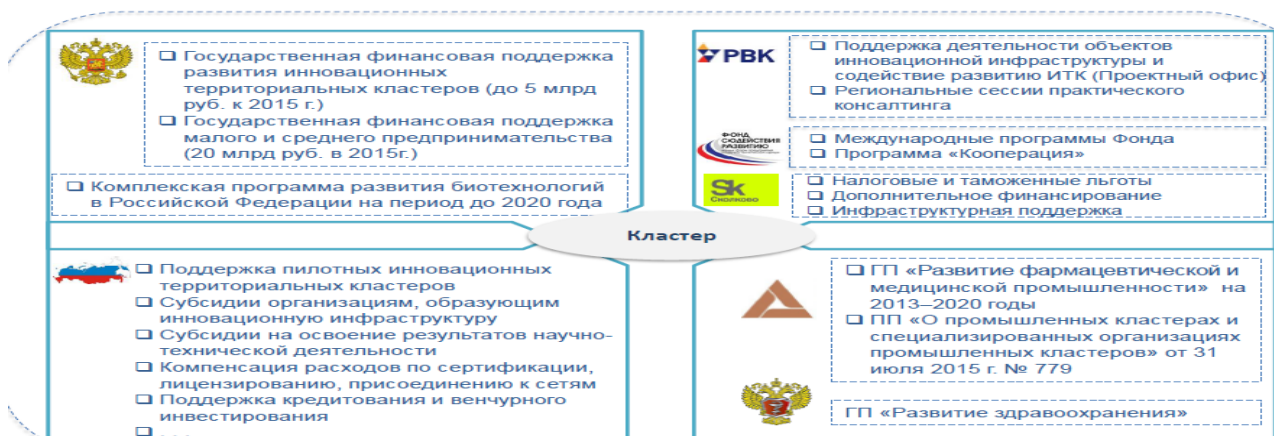 ❑ Государственная финансовая поддержка
развития инновационных
территориальных кластеров (до 5 млрд
руб. к 2015 г.)
❑ Государственная финансовая поддержка
малого и среднего предпринимательства
(20 млрд руб. в 2015г.)
❑ Комплекская программа развития биотехнологий
в Российской Федерации на период до 2020 года
РВК
❑ Поддержка деятельности объектов
инновационной инфраструктуры и
содействие развитию ИТК (Проектный офис)
❑ Региональные сессии практического
консалтинга
ФОНД
СОДЕЙСТВИЯ
РАЗВИТИЮ
❑ Международные программы Фонда
❑ Программа «Кооперация»
Sk
Сколково
❑ Налоговые и таможенные льготы
❑ Дополнительное финансирование
❑ Инфраструктурная поддержка
Кластер
❑ Поддержка пилотных инновационных
территориальных кластеров
❑ Субсидии организациям, образующим
инновационную инфраструктуру
❑ Субсидии на освоение результатов научно-
технической деятельности
❑ Компенсация расходов по сертификации,
лицензированию, присоединению к сетям
❑ Поддержка кредитования и венчурного
инвестирования
❑ . . .
❑ ГП «Развитие фармацевтической и
медицинской промышленности» на
2013–2020 годы
❑ ПП «О промышленных кластерах и
специализированных организациях
промышленных кластеров» от 31
июля 2015 г. № 779
ГП «Развитие здравоохранения»